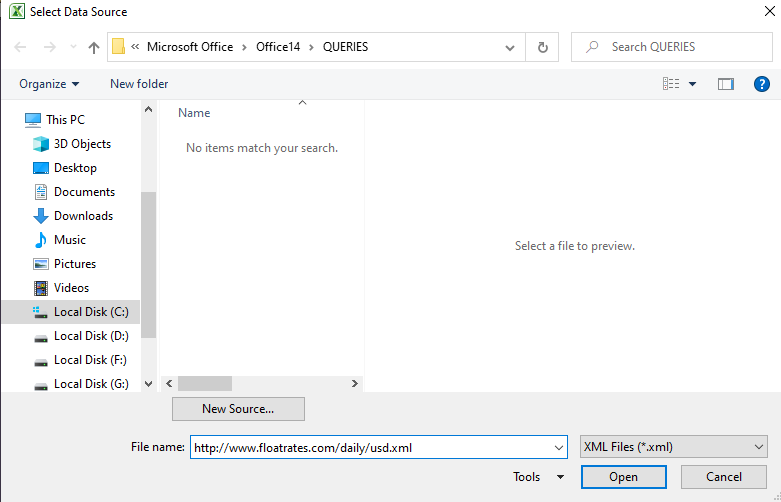 Select Data Source
« Microsoft Office > Office14 > QUERIES
Search QUERIES
Organize
New folder
This PC
3D Objects
Desktop
Documents
Downloads
Music
Pictures
Videos
Local Disk (C:)
Local Disk (D:)
Local Disk (F:)
Local Disk (G:)
Name
No items match your search.
Select a file to preview.
New Source...
File name: http://www.floatrates.com/daily/usd.xml
XML Files (*.xml)
Tools
Open
Cancel